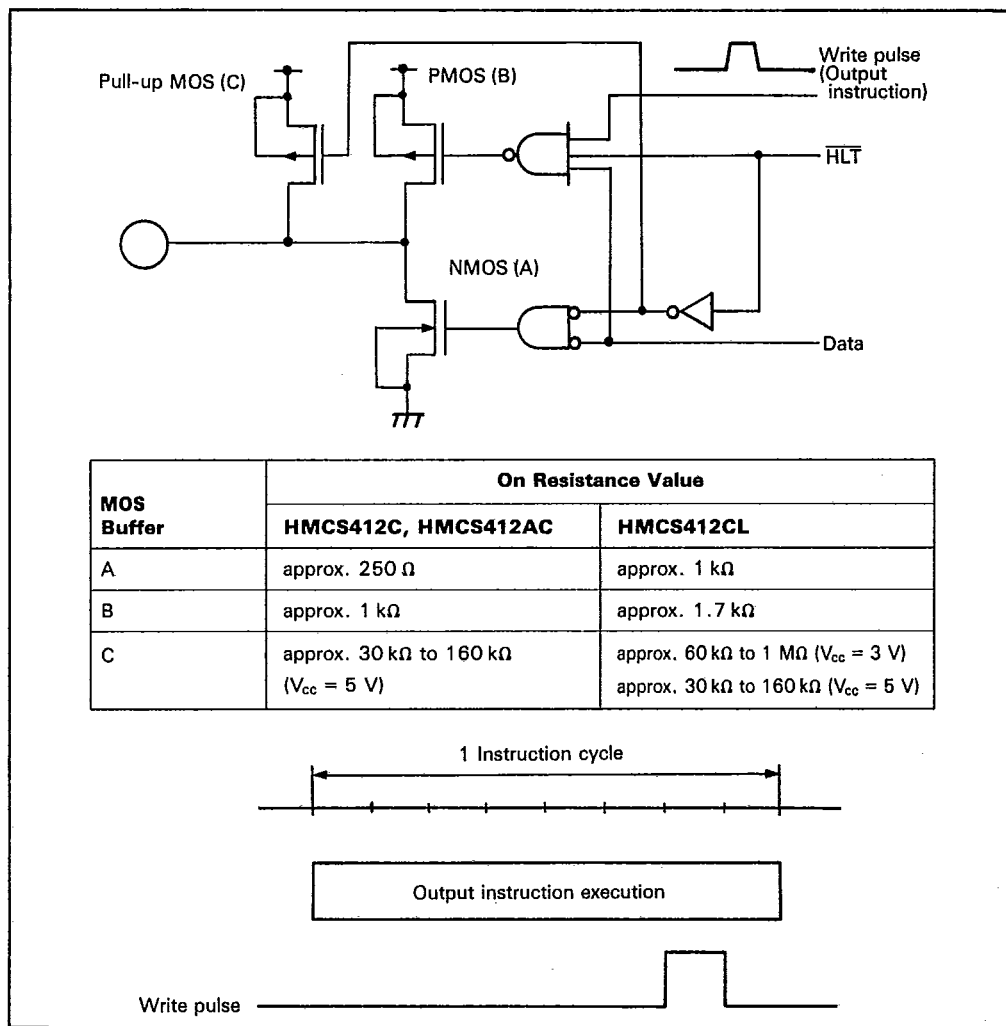 Pull-up MOS (C)
PMOS (B)
Write pulse
(Output
instruction)
HLT
NMOS (A)
Data
MOS
Buffer
On Resistance Value
HMCS412C, HMCS412AC
HMCS412CL
A
approx. 250 Ω
approx. 1 kΩ
B
approx. 1 kΩ
approx. 1.7 kΩ
C
approx. 30 kΩ to 160 kΩ
(Vcc = 5 V)
approx. 60 kΩ to 1 MΩ (Vcc = 3 V)
approx. 30 kΩ to 160 kΩ (Vcc = 5 V)
1 Instruction cycle
Output instruction execution
Write pulse